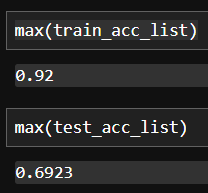 max(train_acc_list)
0.92
max(test_acc_list)
0.6923